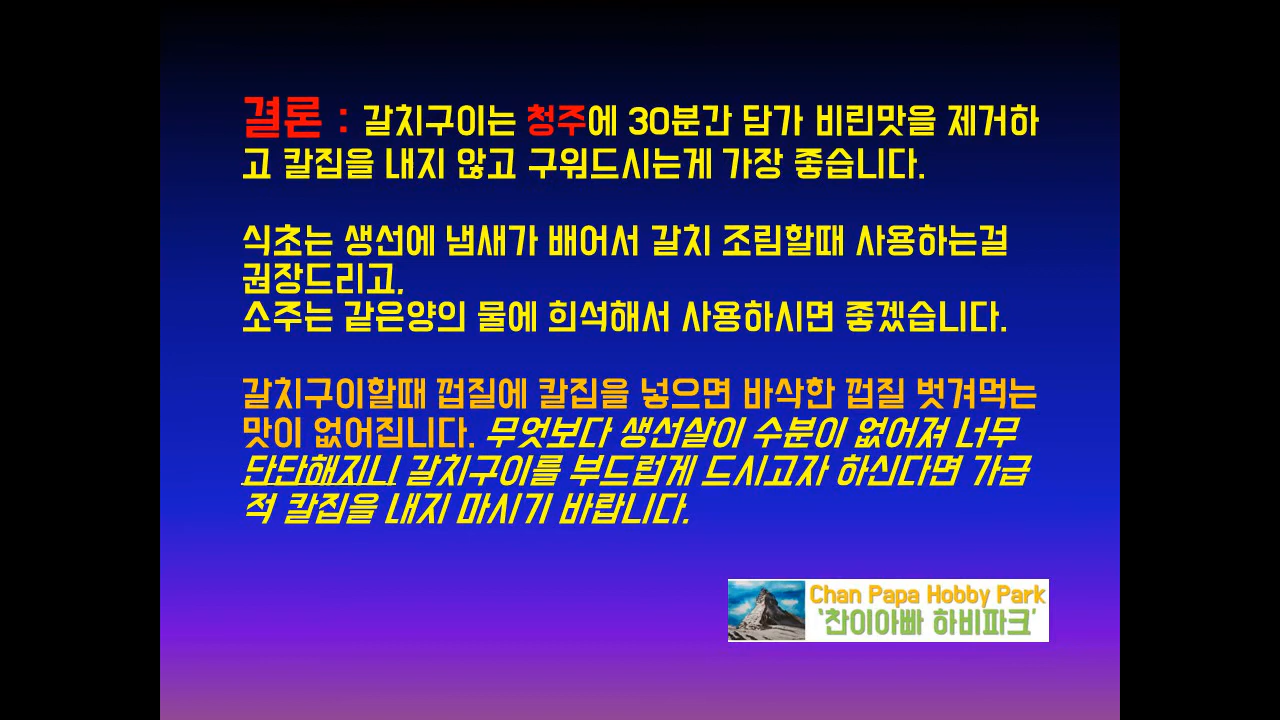 결론 : 갈치구이는 청주에 30분간 담가 비린맛을 제거하
고 칼집을 내지 않고 구워드시는게 가장 좋습니다.
식초는 생선에 냄새가 배어서 갈치 조림할때 사용하는걸
권장드리고,
소주는 같은양의 물에 희석해서 사용하시면 좋겠습니다.
갈치구이할때 껍질에 칼집을 넣으면 바삭한 껍질 벗겨먹는
맛이 없어집니다. 무엇보다 생선살이 수분이 없어져 너무
단단해지니 갈치구이를 부드럽게 드시고자 하신다면 가급
적 칼집을 내지 마시기 바랍니다.
Chan Papa Hobby Park
'찬이아빠 하비파크'